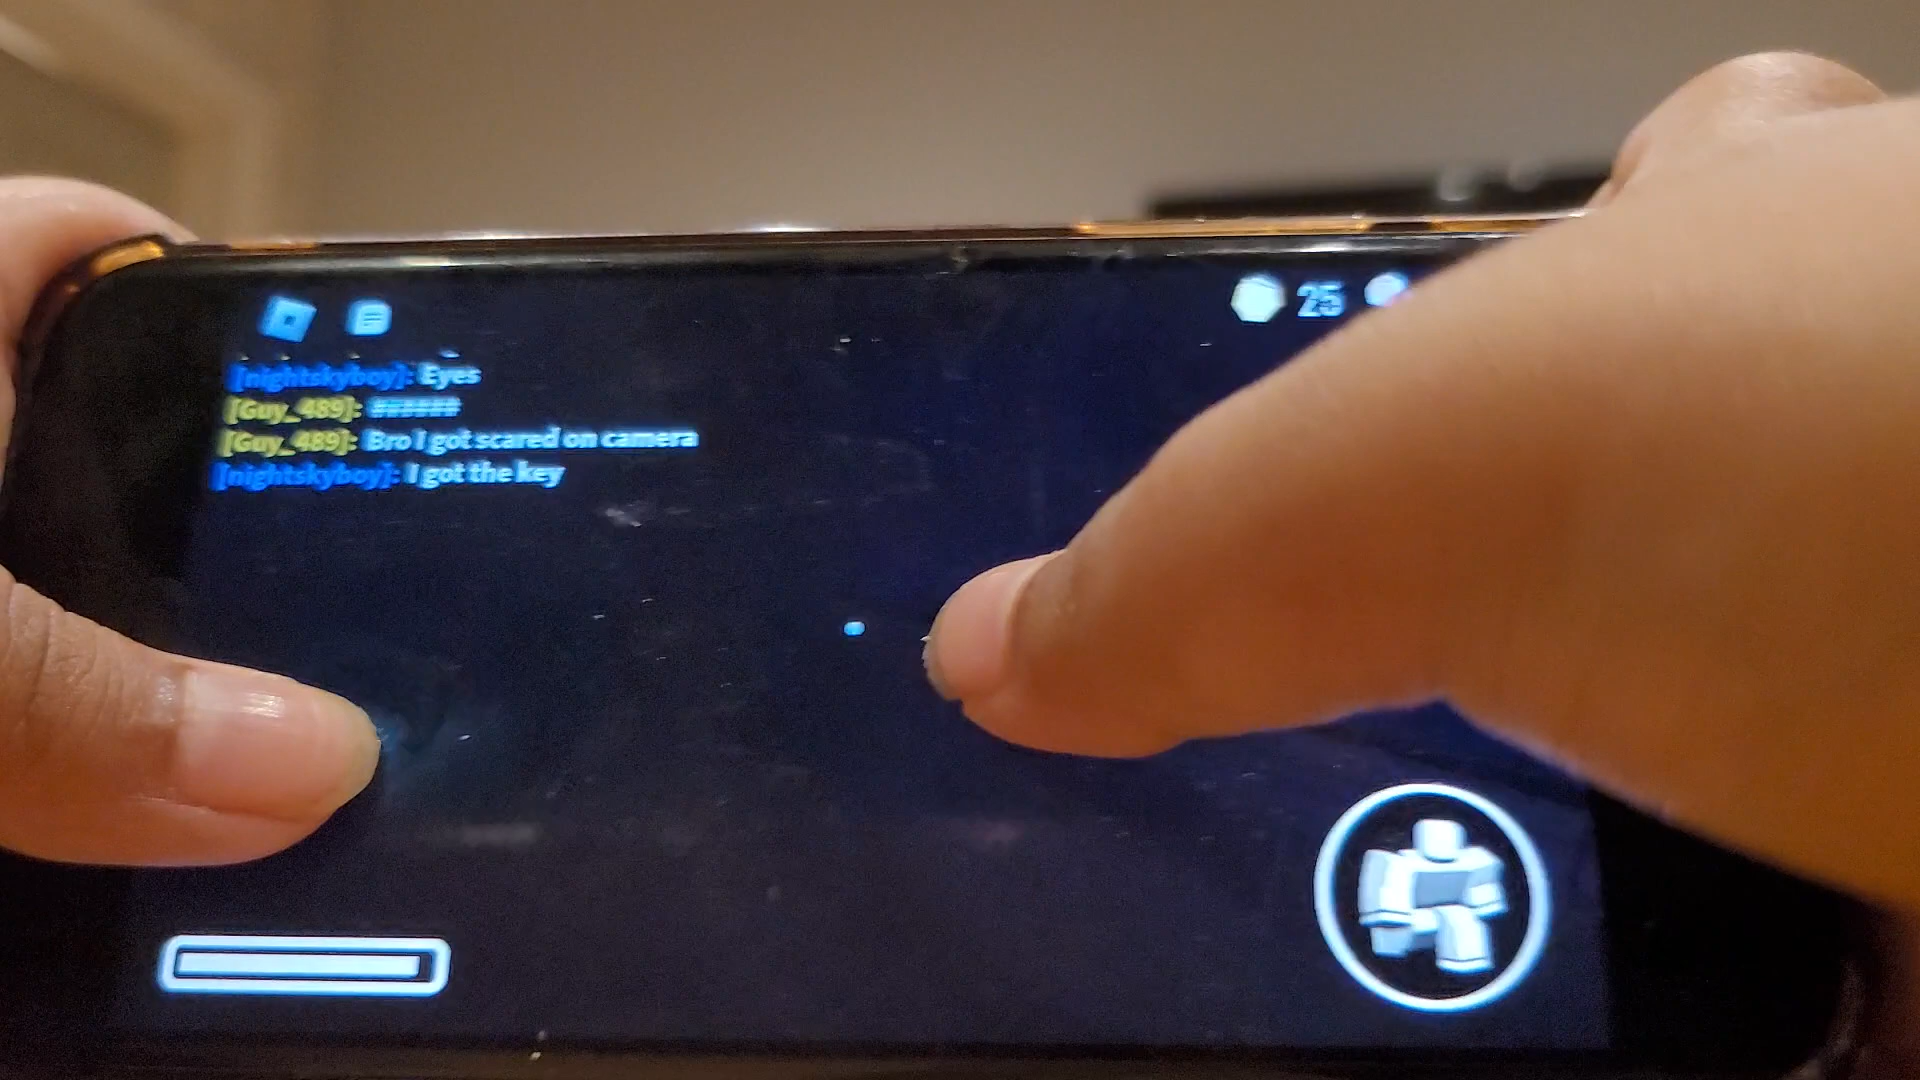 25
[nightskyboy]: Eyes
[Guy_489]: ######
[Guy_489]: Bro I got scared on camera
[nightskyboy]: I got the key